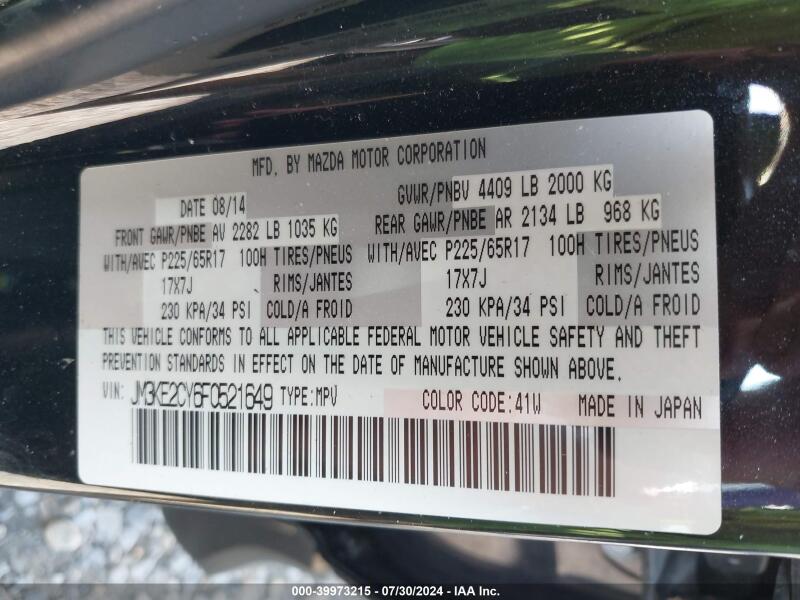 MFD. BY MAZDA MOTOR CORPORATION
DATE 08/14 GVWR/PNBV 4409 LB 2000 KG
FRONT GAWR/PNBE AV 2282 LB 1035 KG REAR GAWR/PNBE AR 2134 LB 968 KG
WITH/AVEC P225/65R17 100H TIRES/PNEUS WITH/AVEC P225/65R17 100H TIRES/PNEUS
17X7J RIMS/JANTES 17X7J RIMS/JANTES
230 KPA/34 PSI COLD/A FROID 230 KPA/34 PSI COLD/A FROID
THIS VEHICLE CONFORMS TO ALL APPLICABLE FEDERAL MOTOR VEHICLE SAFETY AND THEFT
PREVENTION STANDARDS IN EFFECT ON THE DATE OF MANUFACTURE SHOWN ABOVE.
VIN: JM3KE2CY6F0521649 TYPE:MPV COLOR CODE:41W MADE IN JAPAN
000-39973215 - 07/30/2024 - IAA Inc.